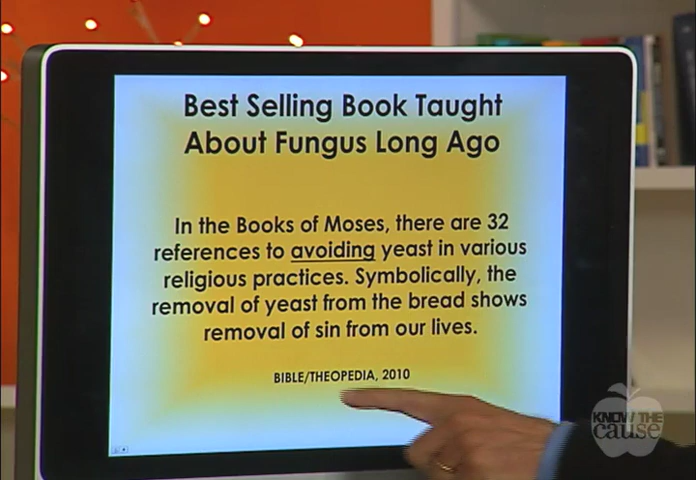 Best Selling Book Taught
About Fungus Long Ago
In the Books of Moses, there are 32
references to avoiding yeast in various
religious practices. Symbolically, the
removal of yeast from the bread shows
removal of sin from our lives.
BIBLE/THEOPEDIA, 2010
KNOW THE
cause